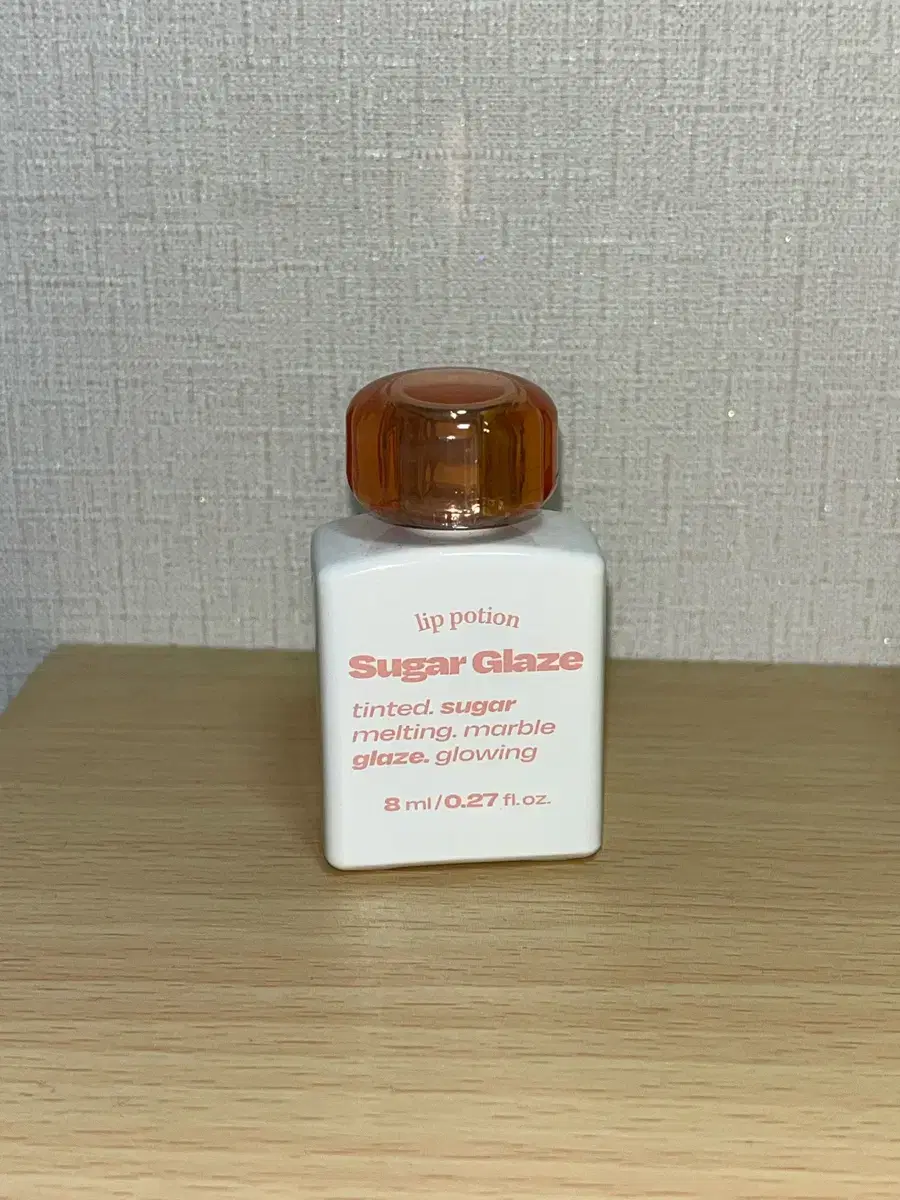 lip potion
Sugar Glaze
tinted. sugar
melting. marble
glaze. glowing
8 ml/0.27 fl.oz.